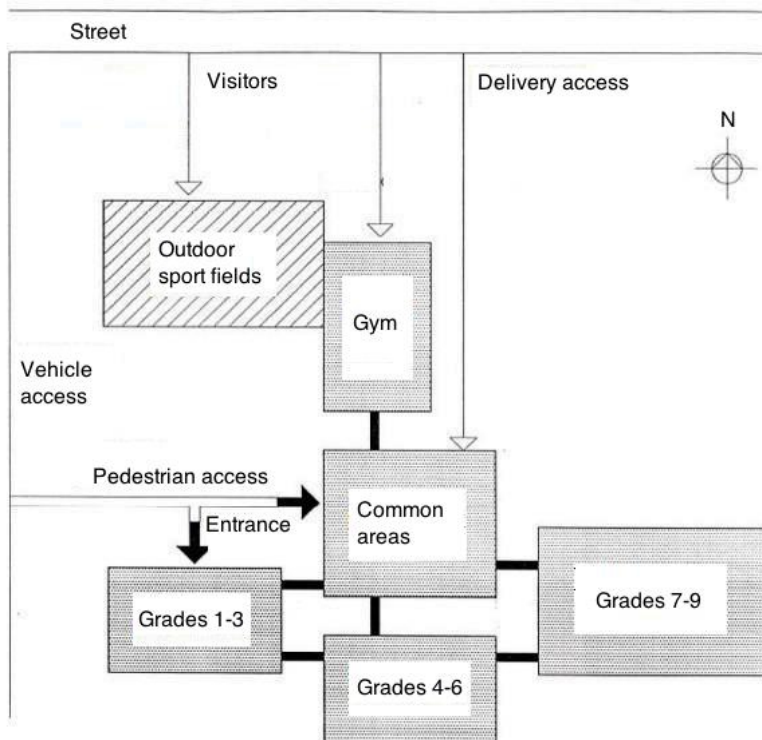 Street
Visitors
Delivery access
N
Outdoor
sport fields
Gym
Vehicle
access
Pedestrian access
Entrance
Common
areas
Grades 1-3
Grades 7-9
Grades 4-6